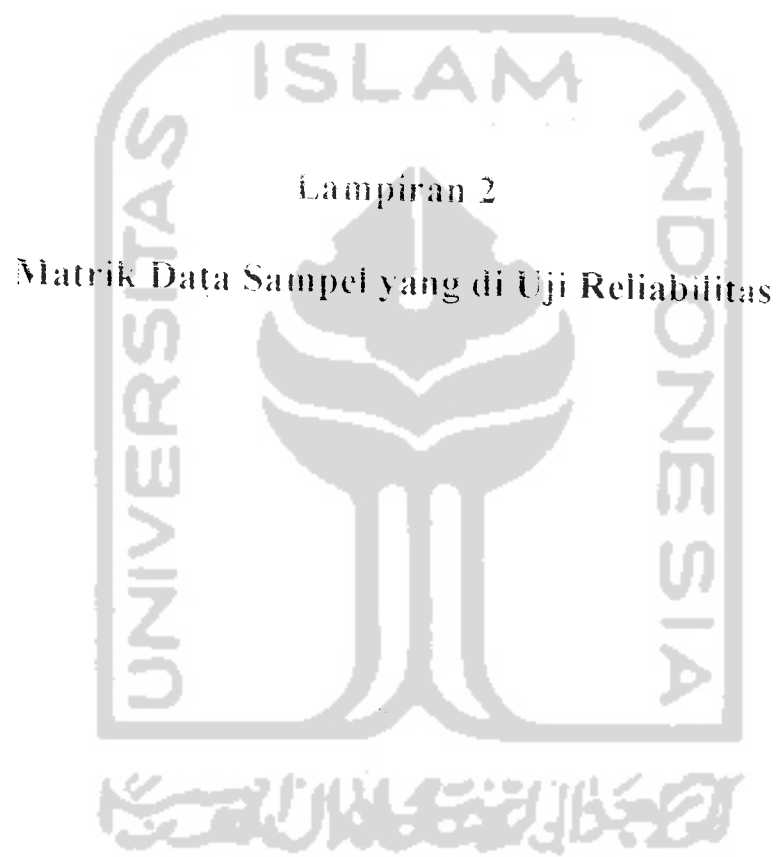 ISLAM
UNIVERSITAS
INDONESIA
Lampiran 2
Matrik Data Sampel yang di Uji Reliabilitas